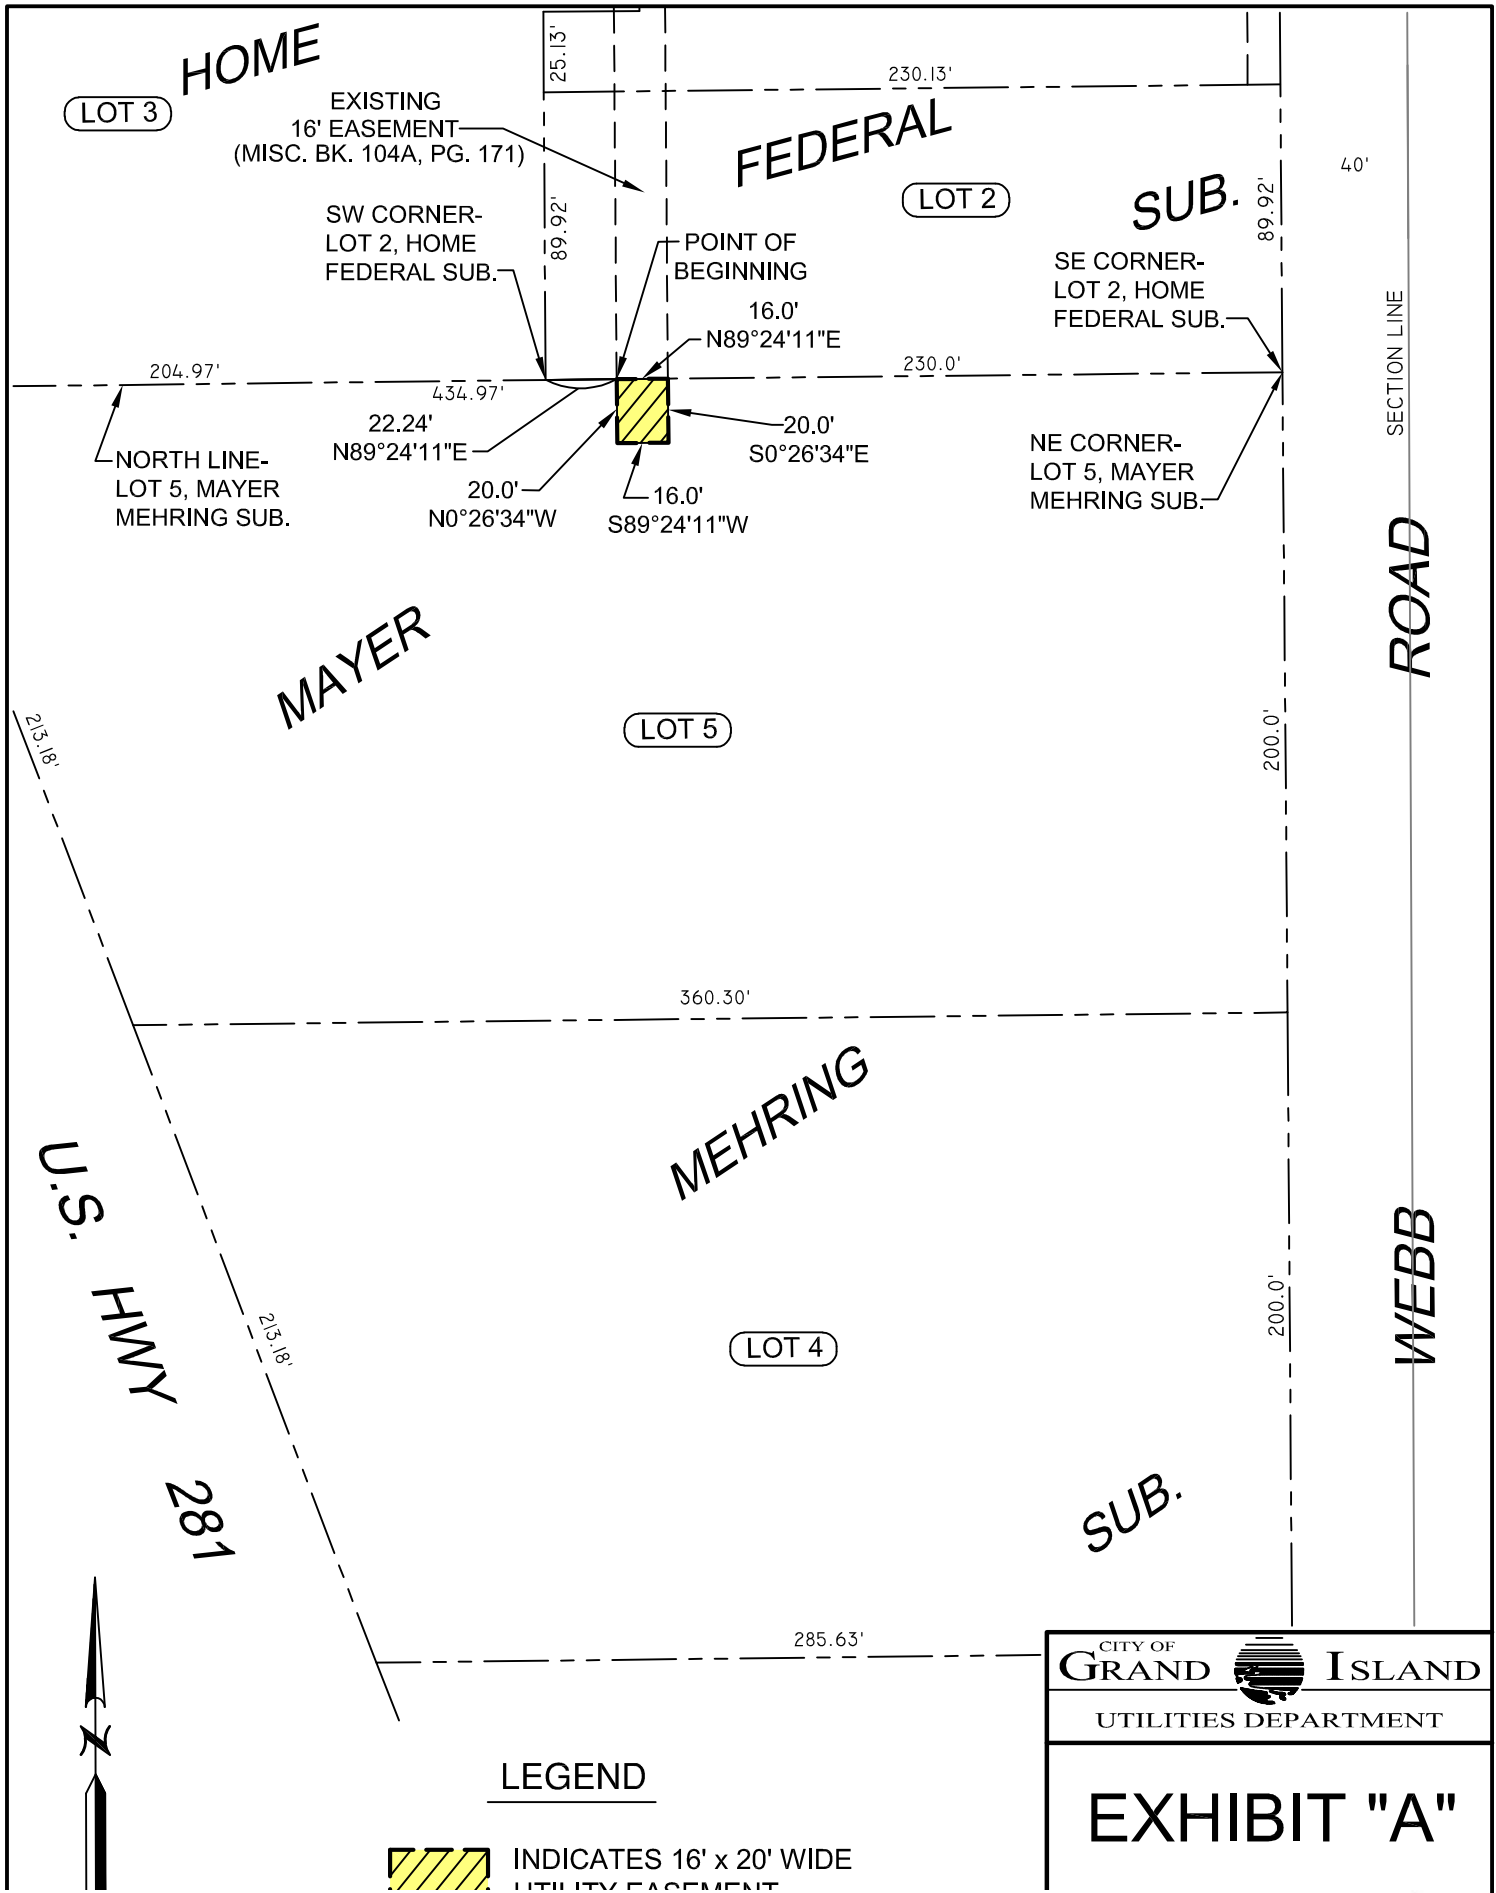 HOME
25.13'
230.13'
LOT 3
EXISTING
16' EASEMENT
(MISC. BK. 104A, PG. 171)
FEDERAL
40'
LOT 2
SUB.
89.92'
89.92'
SW CORNER-
LOT 2, HOME
FEDERAL SUB.
POINT OF
BEGINNING
SE CORNER-
LOT 2, HOME
FEDERAL SUB.
16.0'
N89°24'11"E
SECTION LINE
204.97'
434.97'
230.0'
22.24'
N89°24'11"E
20.0'
S0°26'34"E
NORTH LINE-
LOT 5, MAYER
MEHRING SUB.
20.0'
N0°26'34"W
16.0'
S89°24'11"W
NE CORNER-
LOT 5, MAYER
MEHRING SUB.
ROAD
MAYER
LOT 5
213.18'
200.0'
360.30'
MEHRING
U.S. HWY 281
213.18'
LOT 4
200.0'
WEBB
SUB.
285.63'
CITY OF
GRAND ISLAND
UTILITIES DEPARTMENT
N
LEGEND
EXHIBIT "A"
INDICATES 16' x 20' WIDE
UTILITY EASEMENT